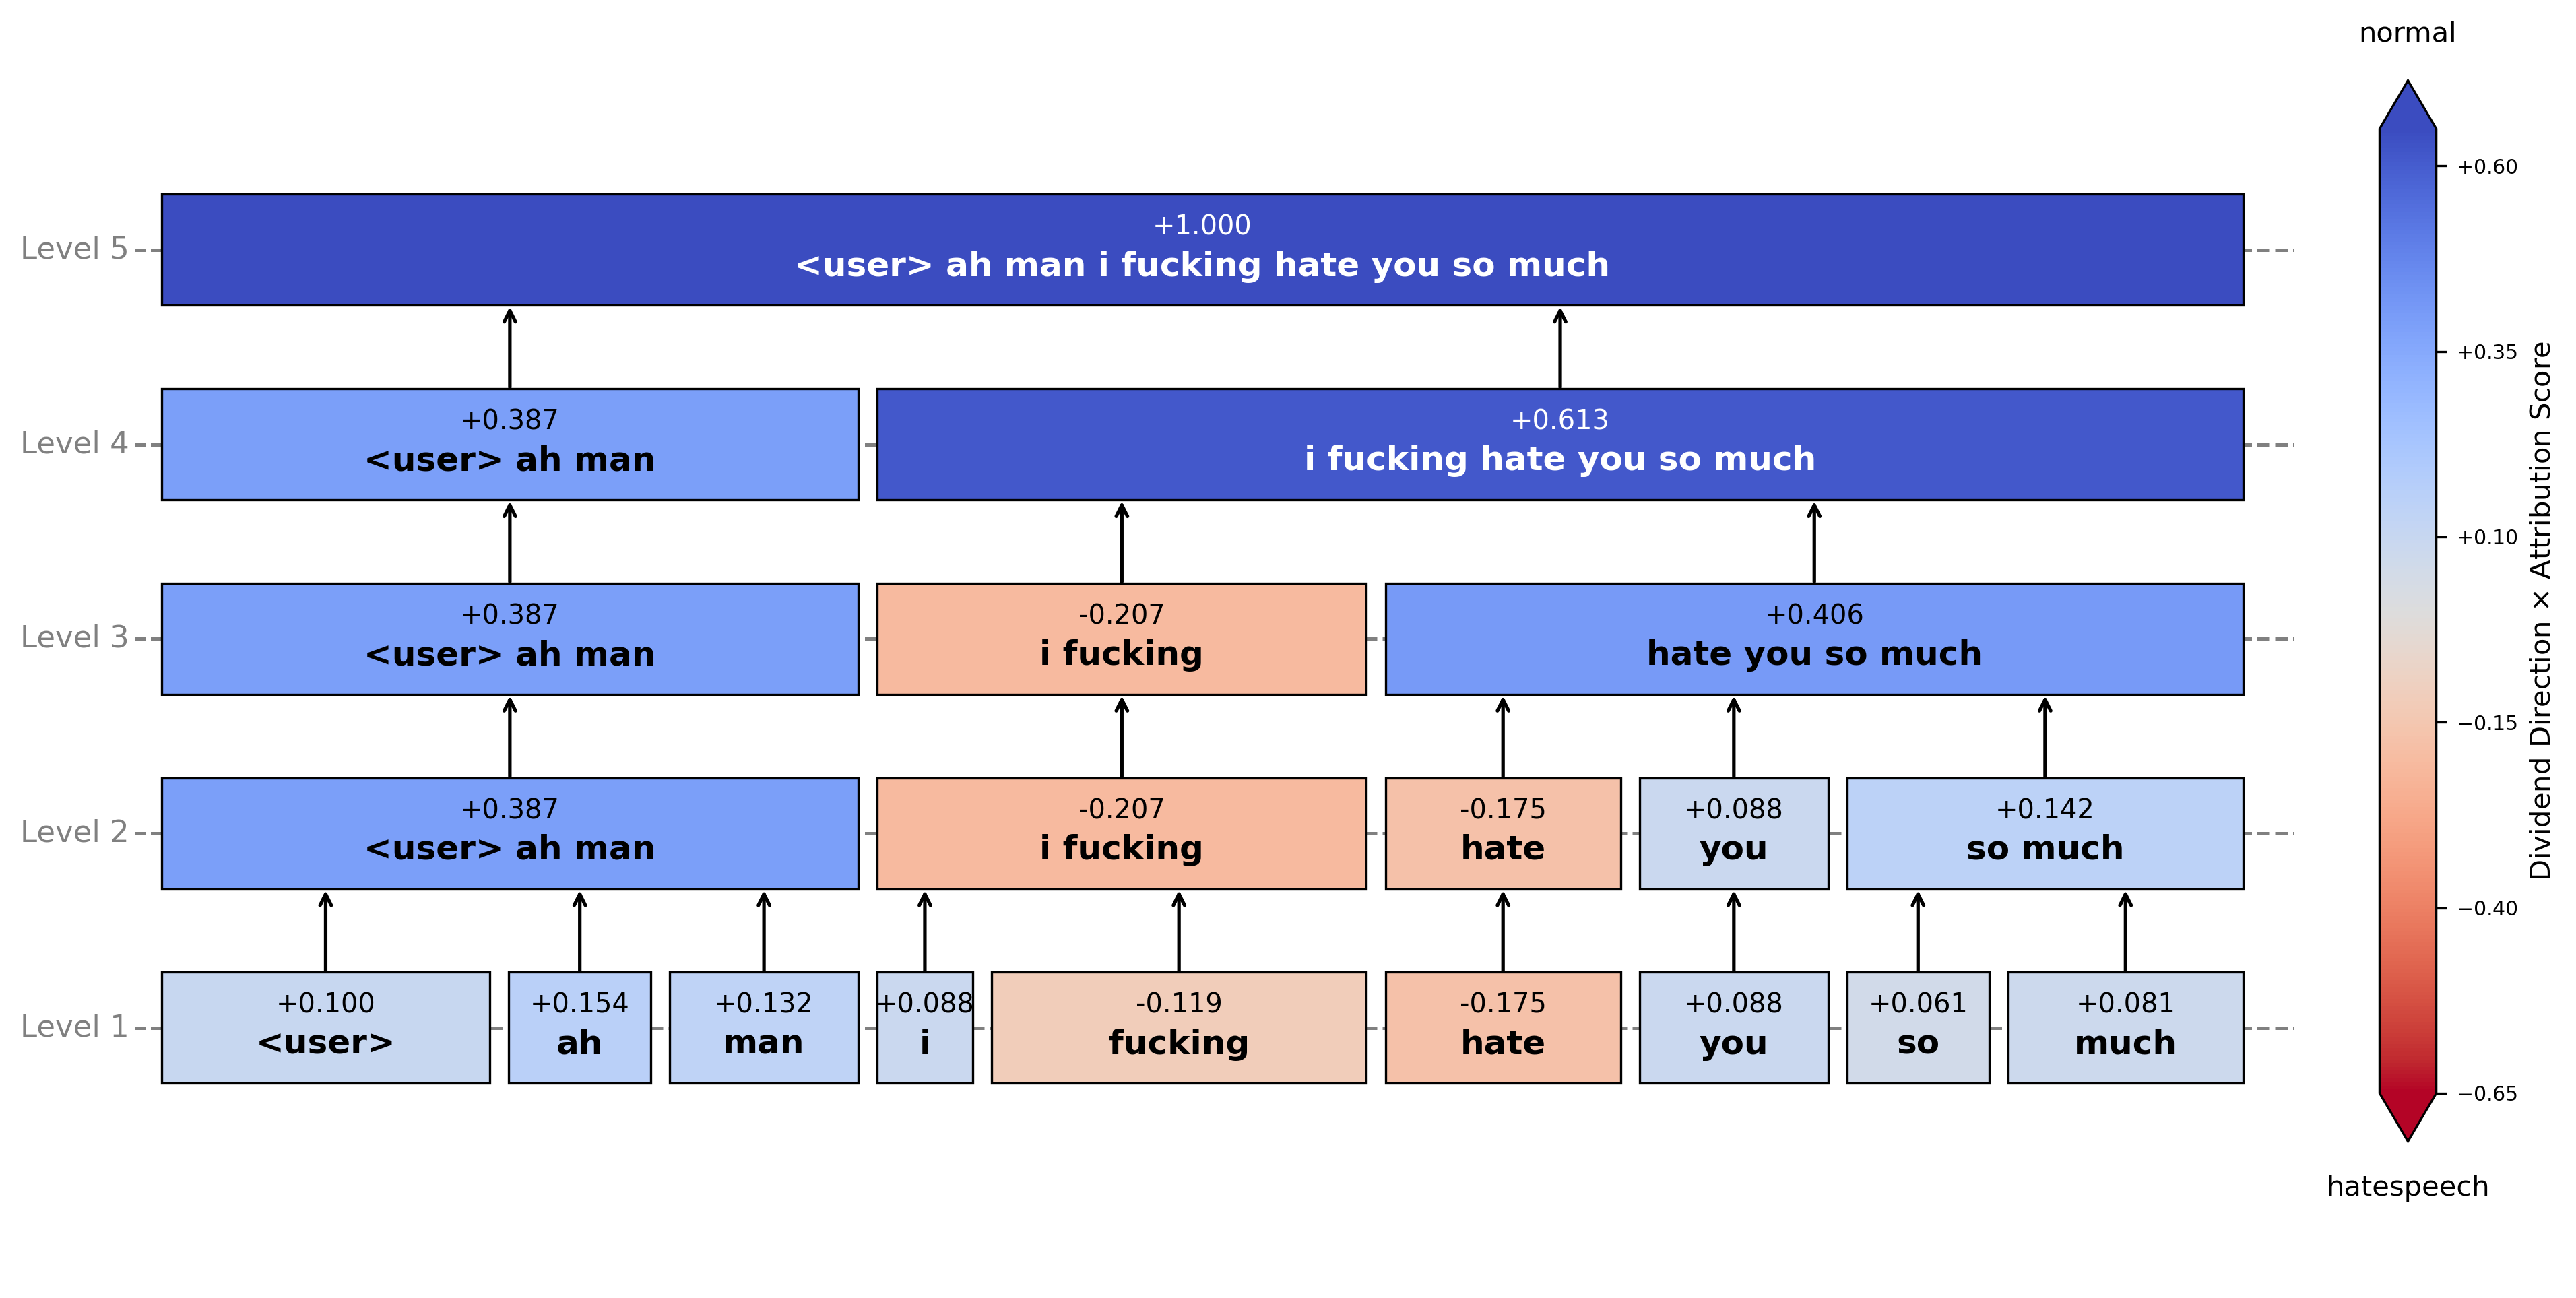 normal
Level 5
+1.000
<user> ah man i fucking hate you so much
Level 4
+0.387
<user> ah man
+0.613
i fucking hate you so much
Level 3
+0.387
<user> ah man
-0.207
i fucking
+0.406
hate you so much
Level 2
+0.387
<user> ah man
-0.207
i fucking
-0.175
hate
+0.088
you
+0.142
so much
Level 1
+0.100
<user>
+0.154
ah
+0.132
man
+0.088
i
-0.119
fucking
-0.175
hate
+0.088
you
+0.061
so
+0.081
much
+0.60
+0.35
+0.10
−0.15
−0.40
−0.65
Dividend Direction × Attribution Score
hatespeech